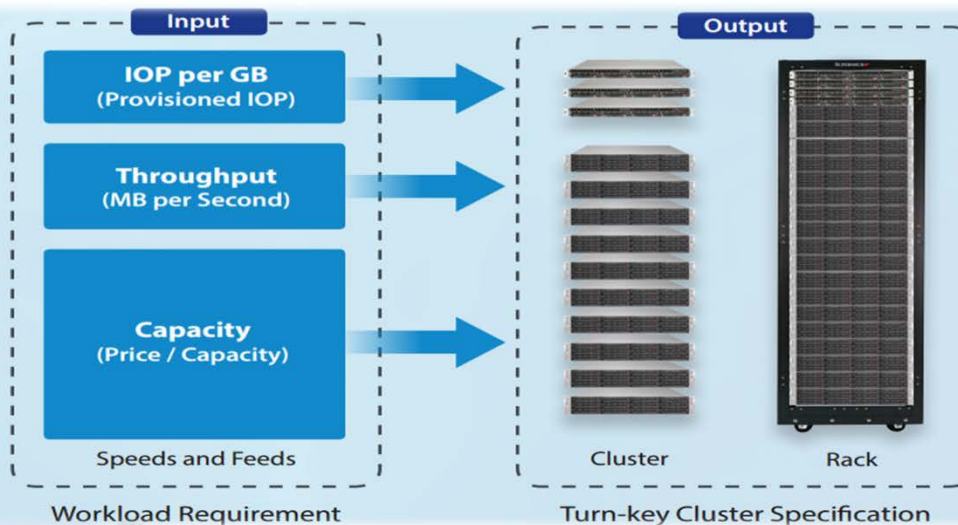 Input
Output
IOP per GB
(Provisioned IOP)
Throughput
(MB per Second)
Capacity
(Price / Capacity)
Speeds and Feeds
Cluster
Rack
Workload Requirement
Turn-key Cluster Specification